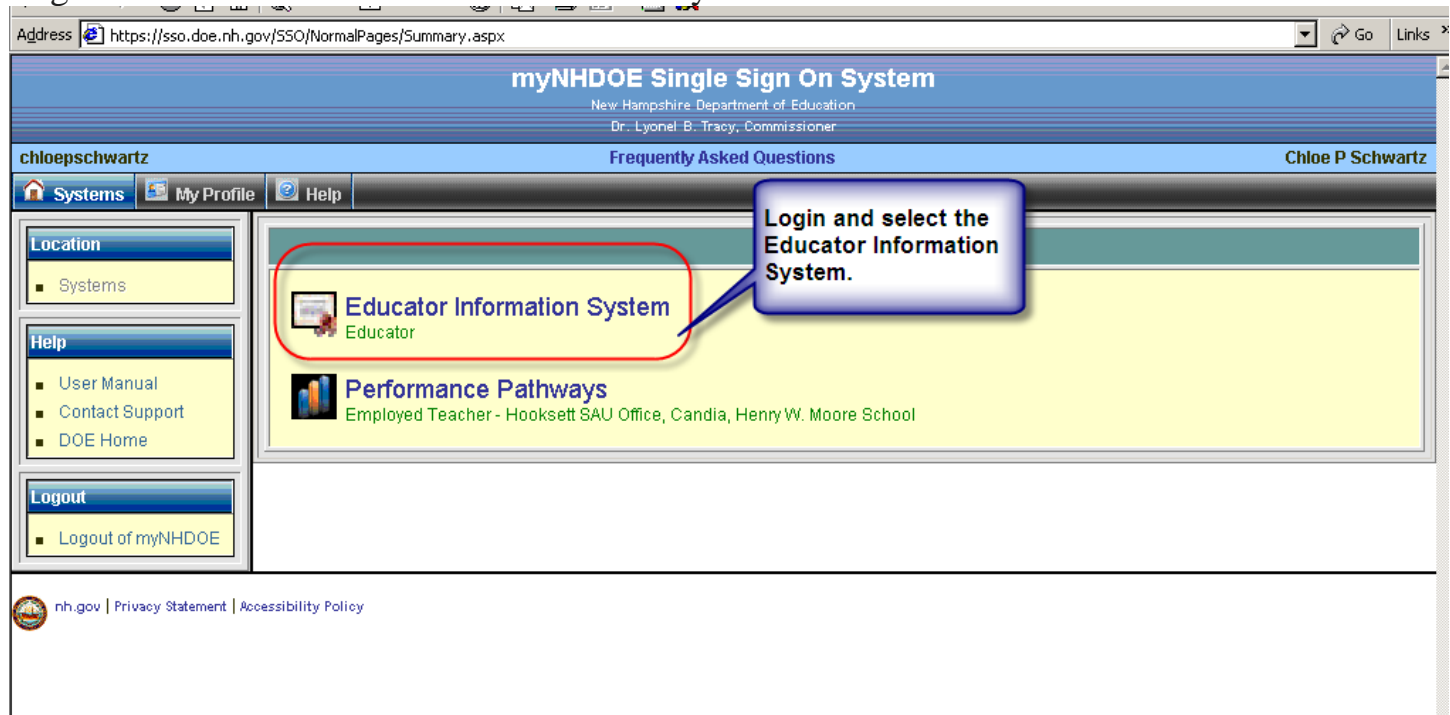 Address https://sso.doe.nh.gov/SSO/NormalPages/Summary.aspx Go Links »
myNHDOE Single Sign On System
New Hampshire Department of Education
Dr. Lyonel B. Tracy, Commissioner
chloepschwartz Frequently Asked Questions Chloe P Schwartz
Systems My Profile Help
Login and select the
Educator Information
System.
Location
Systems
Help
User Manual
Contact Support
DOE Home
Logout
Logout of myNHDOE
Educator Information System
Educator
Performance Pathways
Employed Teacher - Hooksett SAU Office, Candia, Henry W. Moore School
nh.gov | Privacy Statement | Accessibility Policy